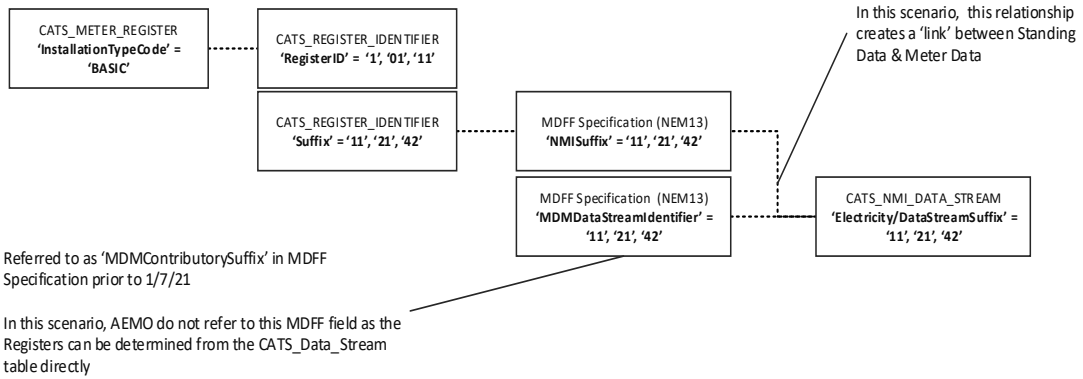 CATS_METER_REGISTER
‘InstallationTypeCode’ =
‘BASIC’
CATS_REGISTER_IDENTIFIER
‘RegisterID’ = ‘1’, ‘01’, ‘11’
In this scenario, this relationship
creates a ‘link’ between Standing
Data & Meter Data
CATS_REGISTER_IDENTIFIER
‘Suffix’ = ‘11’, ‘21’, ‘42’
MDFF Specification (NEM13)
‘NMISuffix’ = ‘11’, ‘21’, ‘42’
MDFF Specification (NEM13)
‘MDMDataStreamIdentifier’ =
‘11’, ‘21’, ‘42’
CATS_NMI_DATA_STREAM
‘Electricity/DataStreamSuffix’ =
‘11’, ‘21’, ‘42’
Referred to as ‘MDMContributorySuffix’ in MDFF
Specification prior to 1/7/21
In this scenario, AEMO do not refer to this MDFF field as the
Registers can be determined from the CATS_Data_Stream
table directly